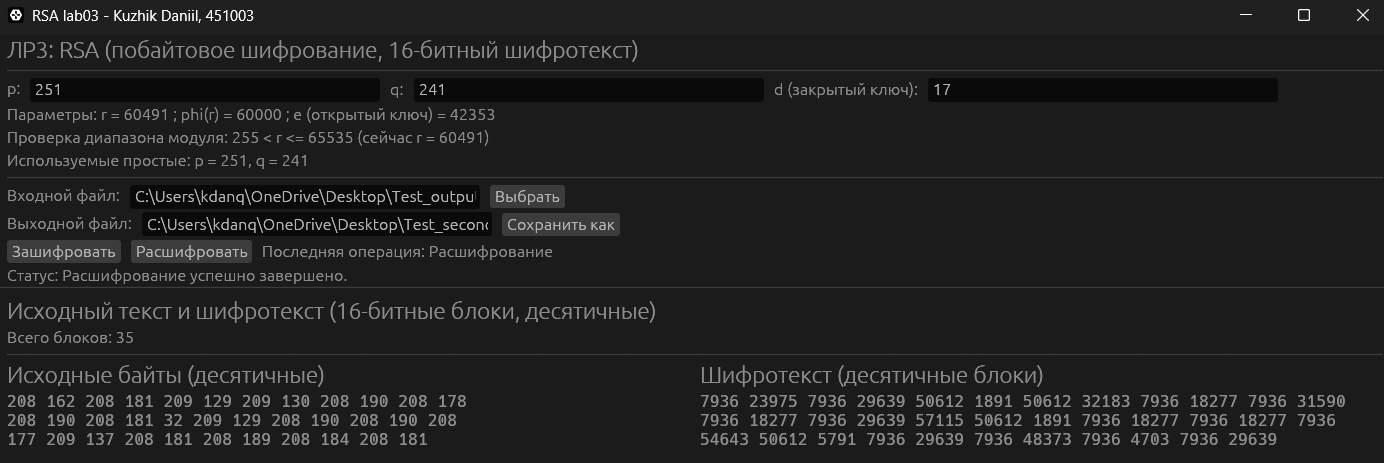 RSA lab03 - Kuzhik Daniil, 451003
ЛР3: RSA (побайтовое шифрование, 16-битный шифротекст)
p: 251 q: 241 d (закрытый ключ): 17
Параметры: r = 60491 ; phi(r) = 60000 ; e (открытый ключ) = 42353
Проверка диапазона модуля: 255 < r <= 65535 (сейчас r = 60491)
Используемые простые: p = 251, q = 241
Входной файл: C:\Users\kdanq\OneDrive\Desktop\Test_outpu Выбрать
Выходной файл: C:\Users\kdanq\OneDrive\Desktop\Test_second Сохранить как
Зашифровать Расшифровать Последняя операция: Расшифрование
Статус: Расшифрование успешно завершено.
Исходный текст и шифротекст (16-битные блоки, десятичные)
Всего блоков: 35
Исходные байты (десятичные)
208 162 208 181 209 129 209 130 208 190 208 178
208 190 208 181 32 209 129 208 190 208 190 208
177 209 137 208 181 208 189 208 184 208 181
Шифротекст (десятичные блоки)
7936 23975 7936 29639 50612 1891 50612 32183 7936 18277 7936 31590
7936 18277 7936 29639 57115 50612 1891 7936 18277 7936 18277 7936
54643 50612 5791 7936 29639 7936 48373 7936 4703 7936 29639